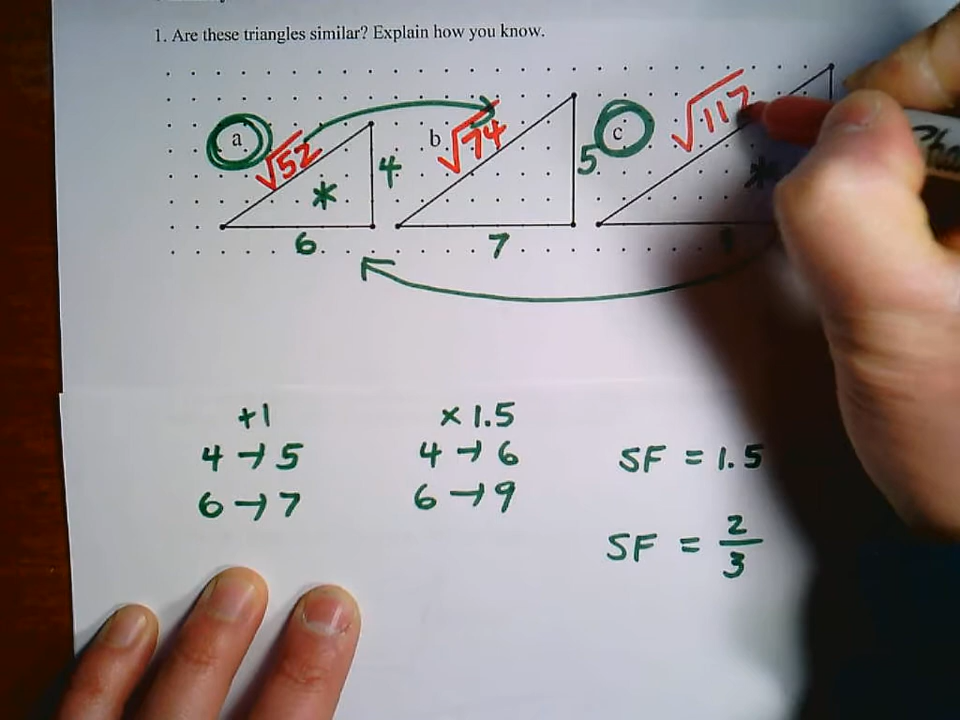 1. Are these triangles similar? Explain how you know.
a √52 * 4 6
b √74 5 7
c √117 *
+1
4→5
6→7
×1.5
4→6
6→9
SF = 1.5
SF = 2/3